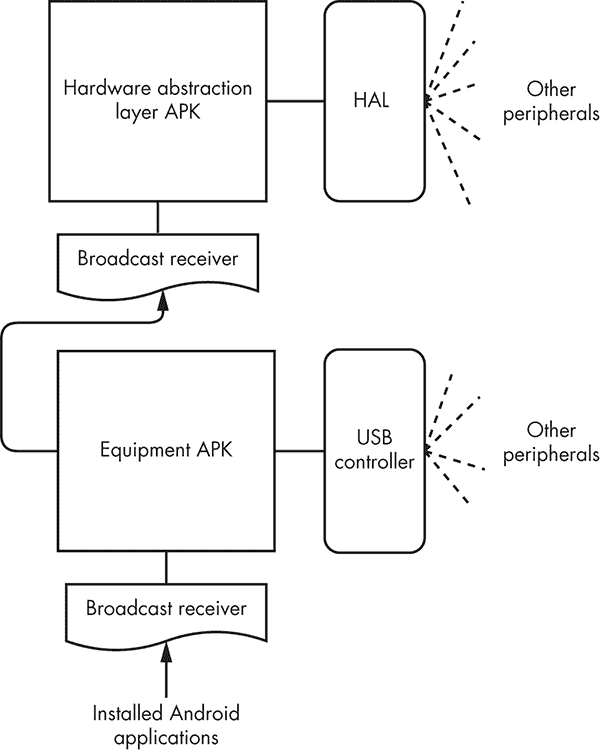 Hardware abstraction
layer APK
HAL
Other
peripherals
Broadcast receiver
Equipment APK
USB
controller
Other
peripherals
Broadcast receiver
Installed Android
applications